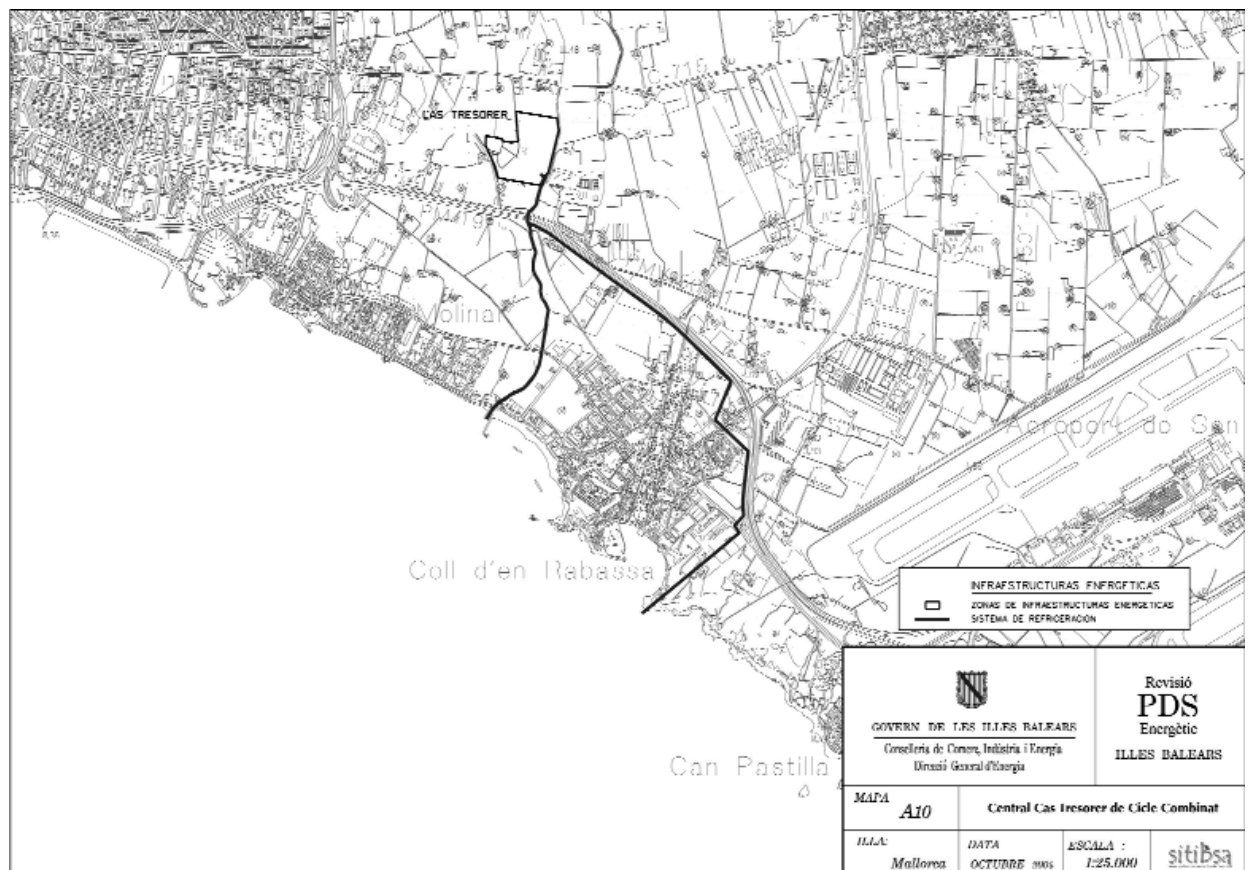 CAS TRESORER
Molinar
Aeroport de San
Coll d'en Rabassa
Can Pastilla
INFRAESTRUCTURAS ENERGETICAS
ZONAS DE INFRAESTRUCTURAS ENERGETICAS
SISTEMA DE REFRIGERACION
GOVERN DE LES ILLES BALEARS
Conselleria de Comerç, Indústria i Energia
Direcció General d'Energia
Revisió
PDS
Energètic
ILLES BALEARS
MAPA
A10
Central Cas Tresorer de Cicle Combinat
ILLA:
Mallorca
DATA
OCTUBRE
ESCALA :
1:25.000
sitibsa